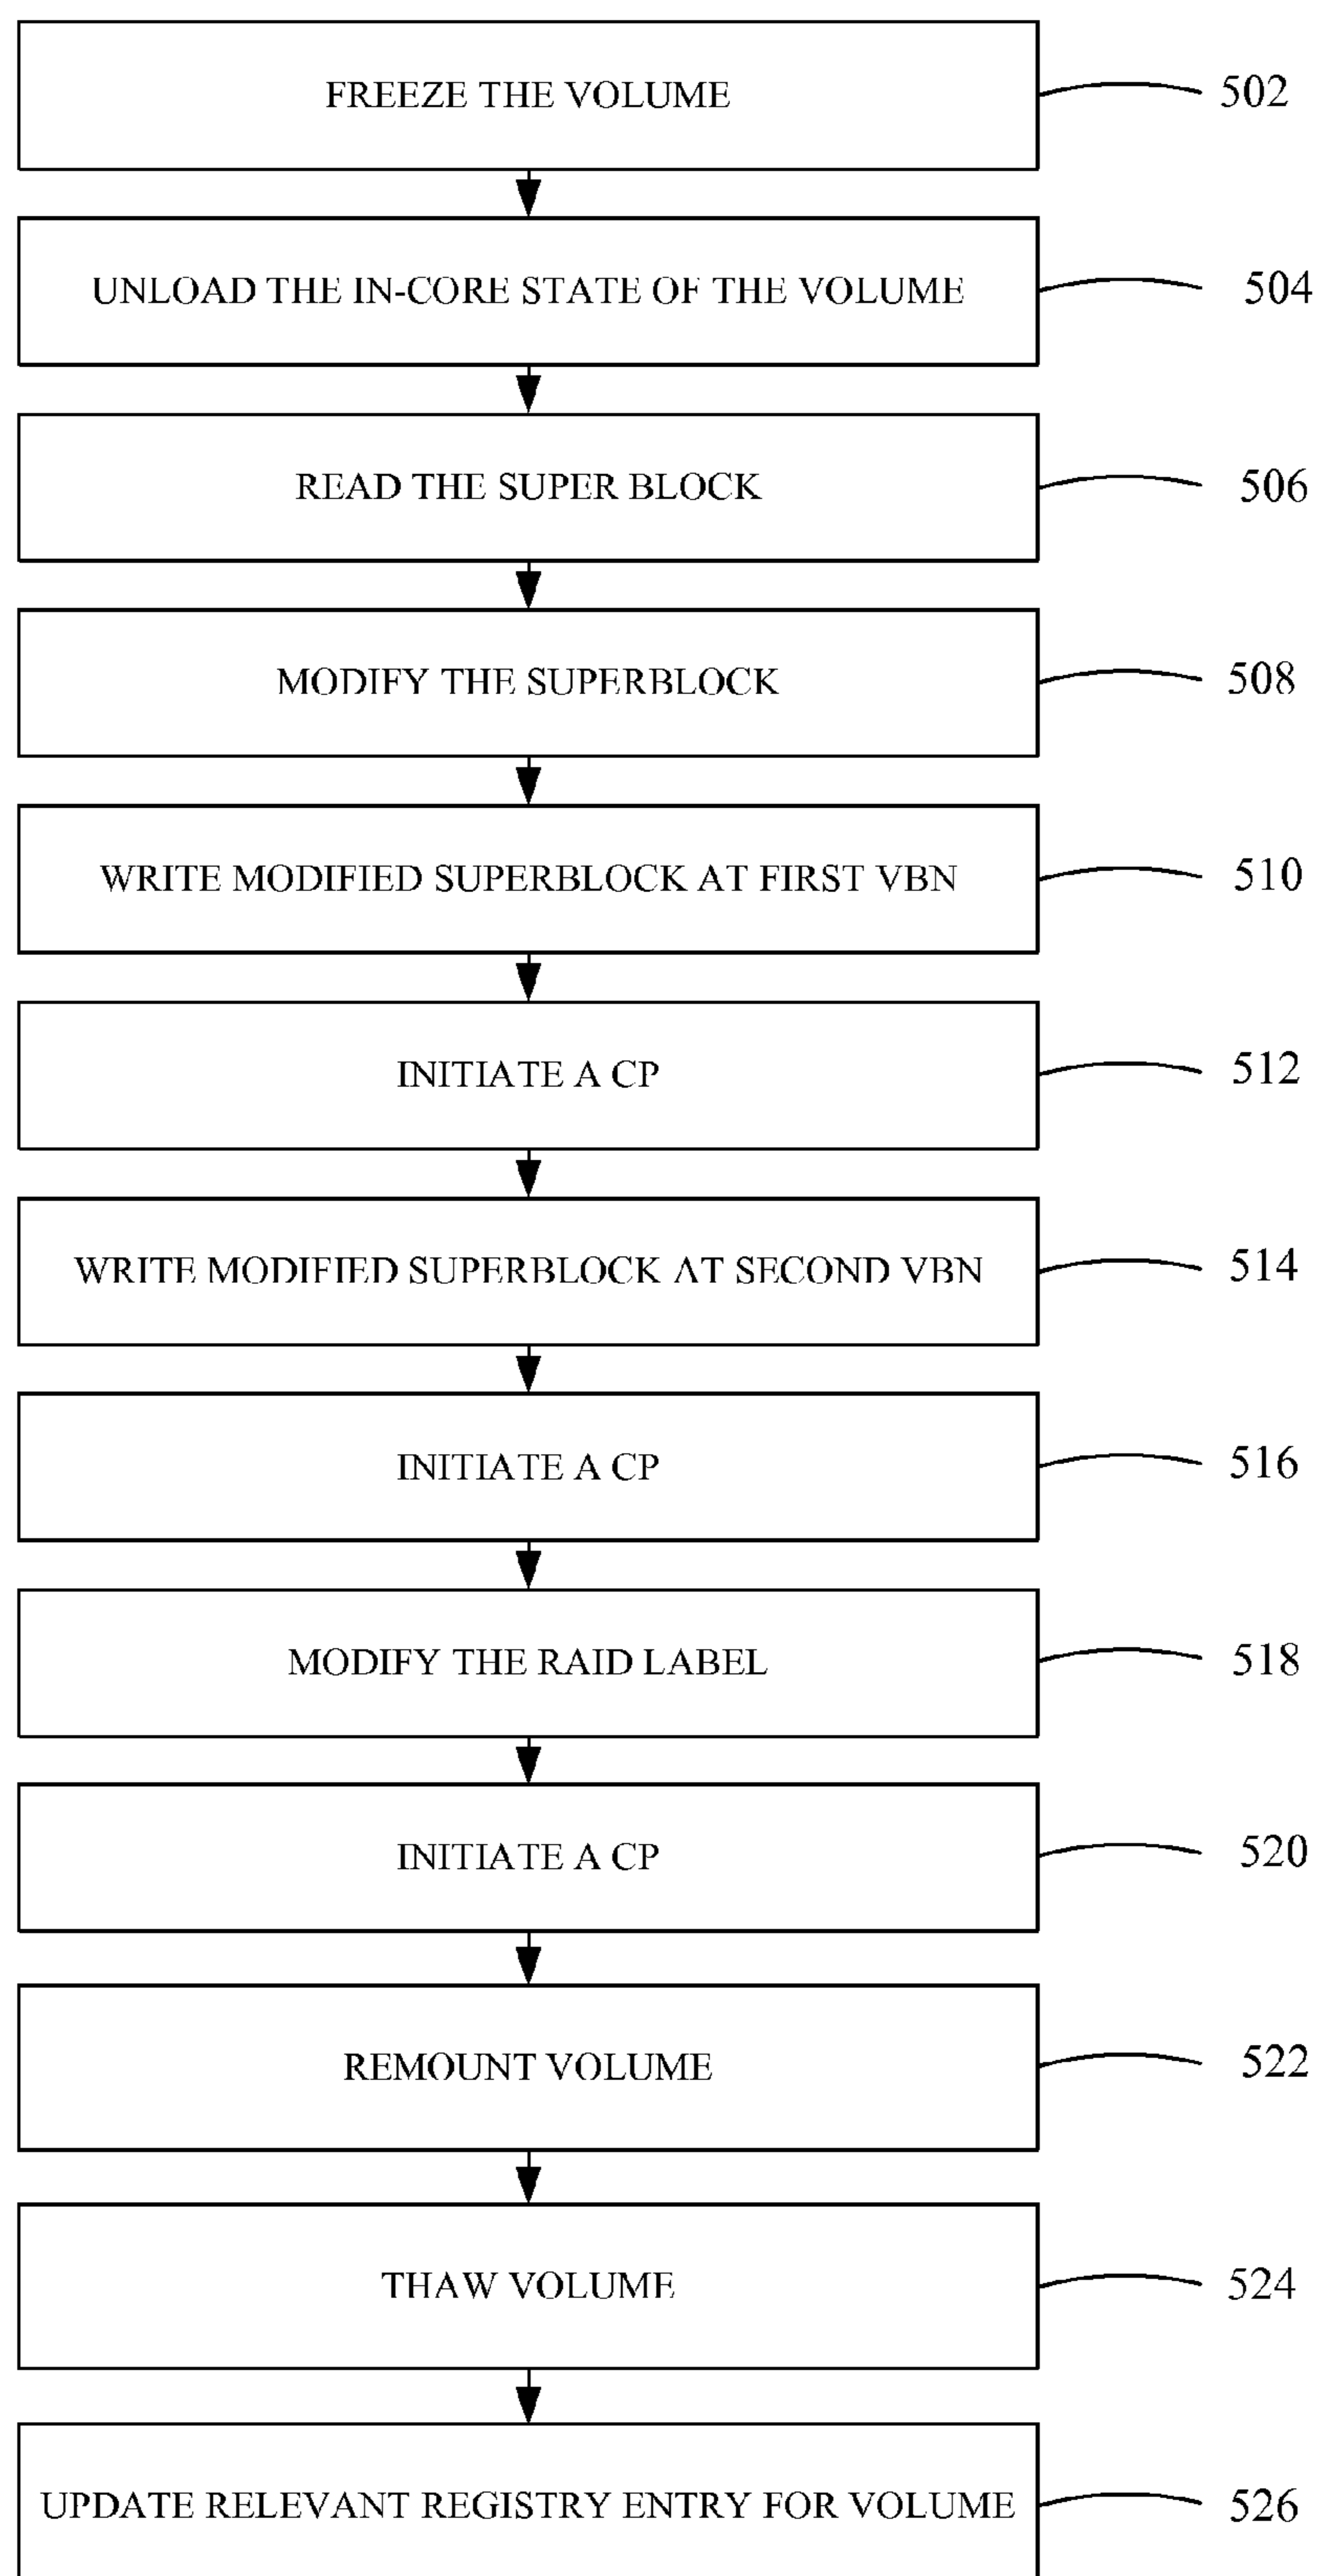 FREEZE THE VOLUME 502
UNLOAD THE IN-CORE STATE OF THE VOLUME 504
READ THE SUPER BLOCK 506
MODIFY THE SUPERBLOCK 508
WRITE MODIFIED SUPERBLOCK AT FIRST VBN 510
INITIATE A CP 512
WRITE MODIFIED SUPERBLOCK AT SECOND VBN 514
INITIATE A CP 516
MODIFY THE RAID LABEL 518
INITIATE A CP 520
REMOUNT VOLUME 522
THAW VOLUME 524
UPDATE RELEVANT REGISTRY ENTRY FOR VOLUME 526